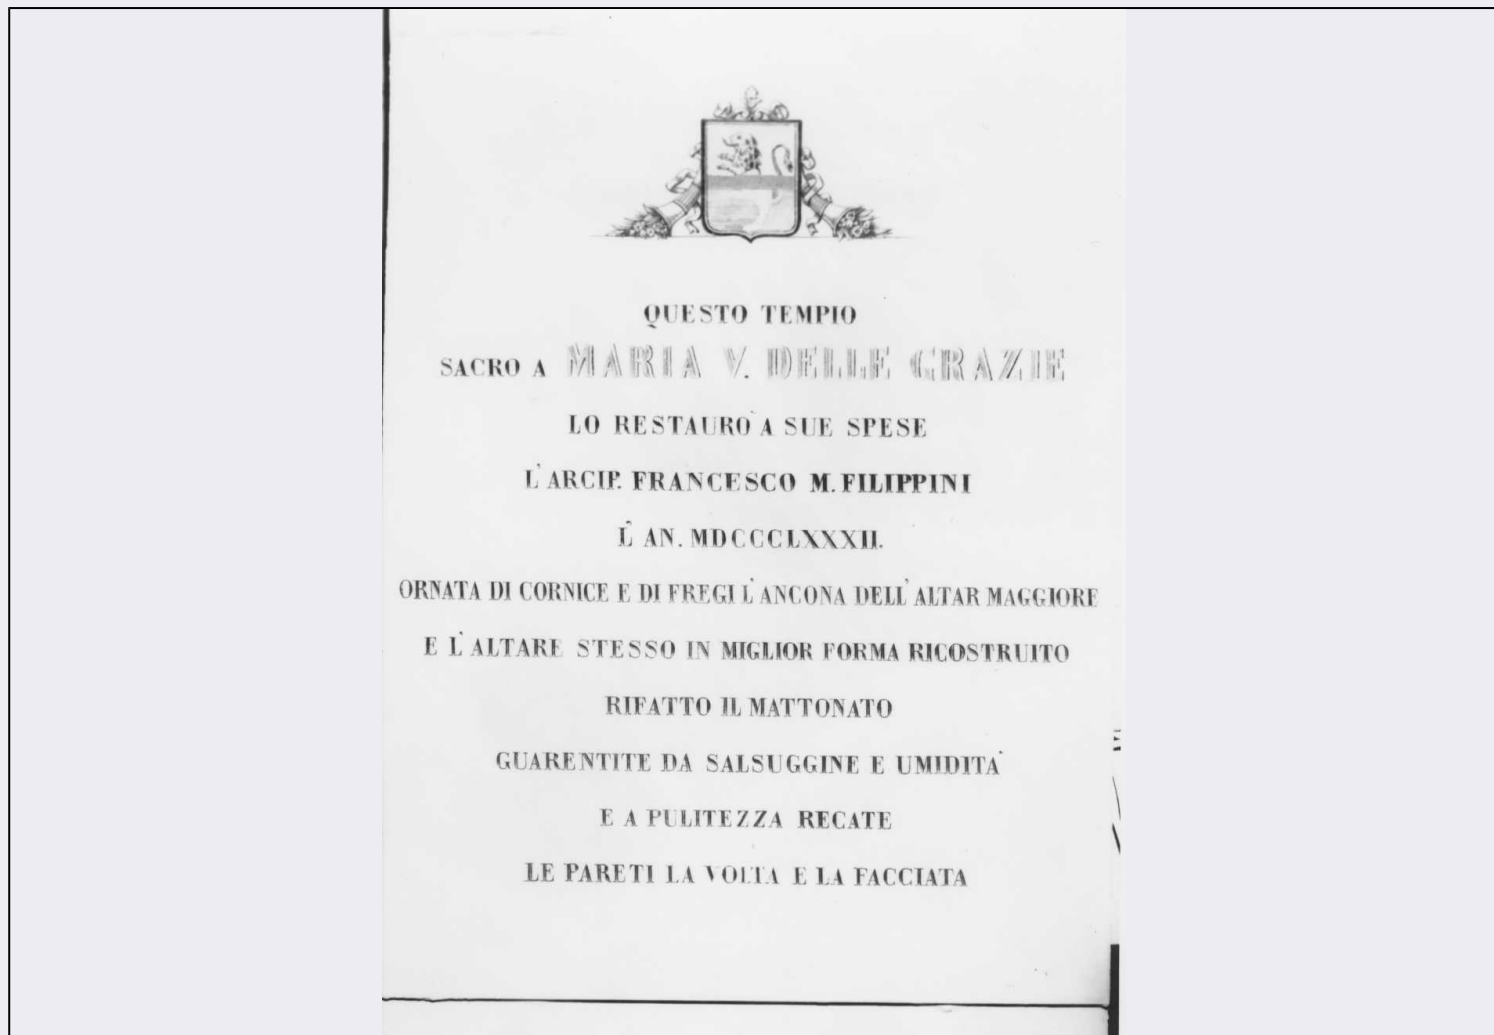 QUESTO TEMPIO
SACRO A MARIA V. DELLE GRAZIE
LO RESTAURO` A SUE SPESE
L'ARCIP. FRANCESCO M. FILIPPINI
L'AN. MDCCCLXXXII.
ORNATA DI CORNICE E DI FREGI L'ANCONA DELL'ALTAR MAGGIORE
E L'ALTARE STESSO IN MIGLIOR FORMA RICOSTRUITO
RIFATTO IL MATTONATO
GUARENTITE DA SALSUGGINE E UMIDITA`
E A PULITEZZA RECATE
LE PARETI LA VOLTA E LA FACCIATA